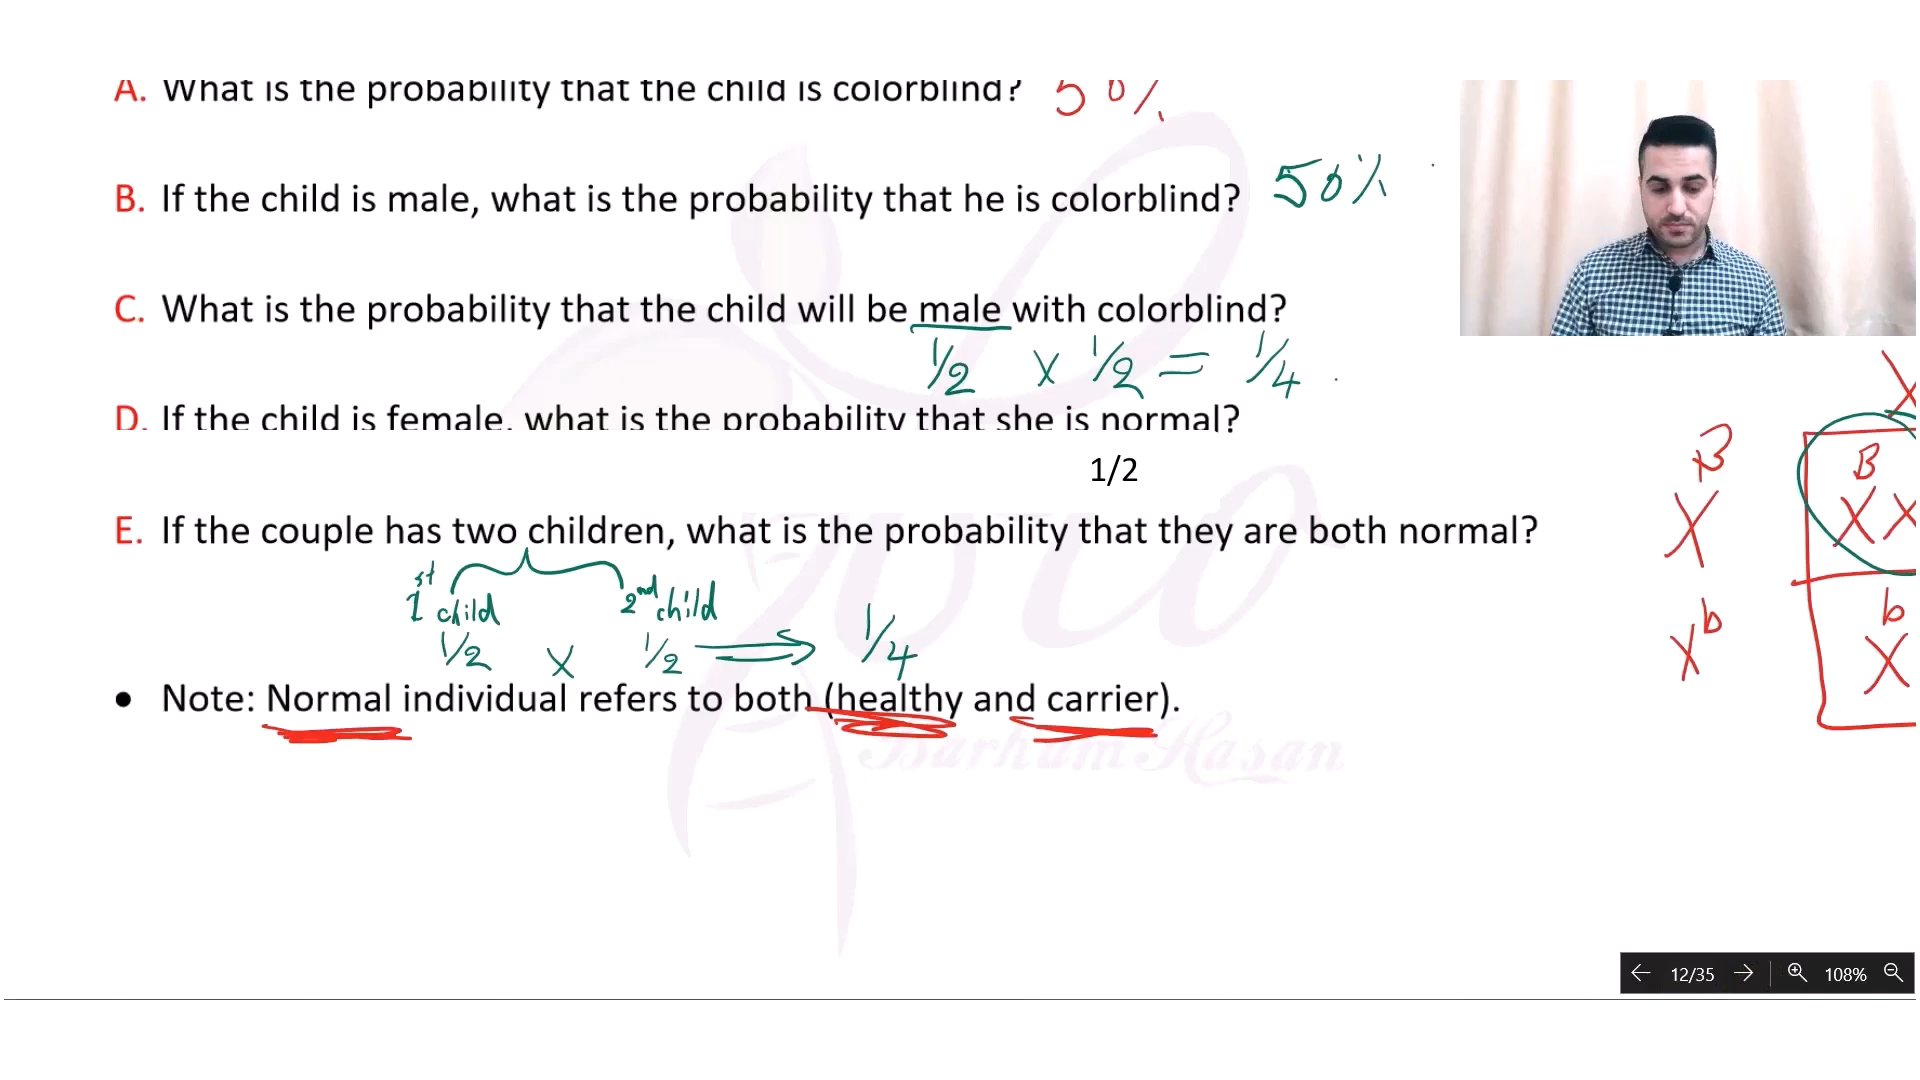 A. What is the probability that the child is colorblind? 50%
B. If the child is male, what is the probability that he is colorblind? 50%
C. What is the probability that the child will be male with colorblind?
1/2 x 1/2 = 1/4
D. If the child is female, what is the probability that she is normal?
1/2
E. If the couple has two children, what is the probability that they are both normal?
1st child 2nd child
1/2 x 1/2 ⟹ 1/4
• Note: Normal individual refers to both (healthy and carrier).
Barham Hasan
X
B B
X X X
b b
X X
12/35 108%